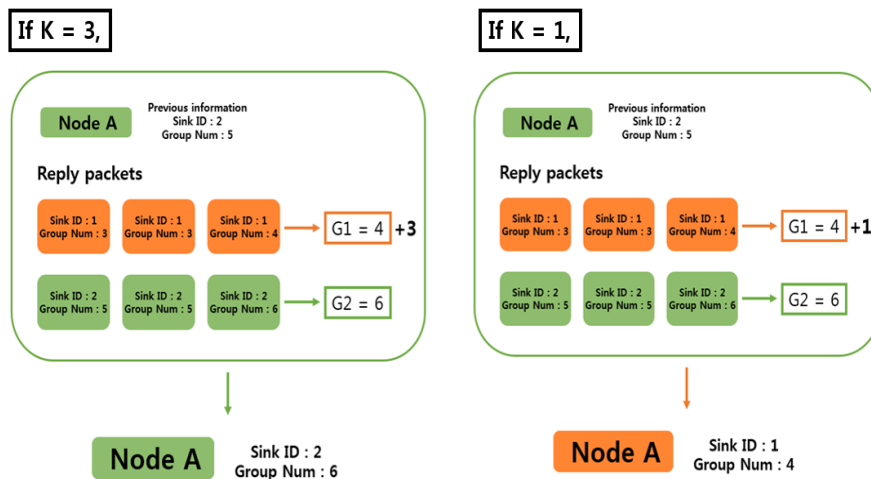 If K = 3,
Node A
Previous information
Sink ID : 2
Group Num : 5
Reply packets
Sink ID : 1
Group Num : 3
Sink ID : 1
Group Num : 3
Sink ID : 1
Group Num : 4
G1 = 4 +3
Sink ID : 2
Group Num : 5
Sink ID : 2
Group Num : 5
Sink ID : 2
Group Num : 6
G2 = 6
Node A
Sink ID : 2
Group Num : 6
If K = 1,
Node A
Previous information
Sink ID : 2
Group Num : 5
Reply packets
Sink ID : 1
Group Num : 3
Sink ID : 1
Group Num : 3
Sink ID : 1
Group Num : 4
G1 = 4 +1
Sink ID : 2
Group Num : 5
Sink ID : 2
Group Num : 5
Sink ID : 2
Group Num : 6
G2 = 6
Node A
Sink ID : 1
Group Num : 4